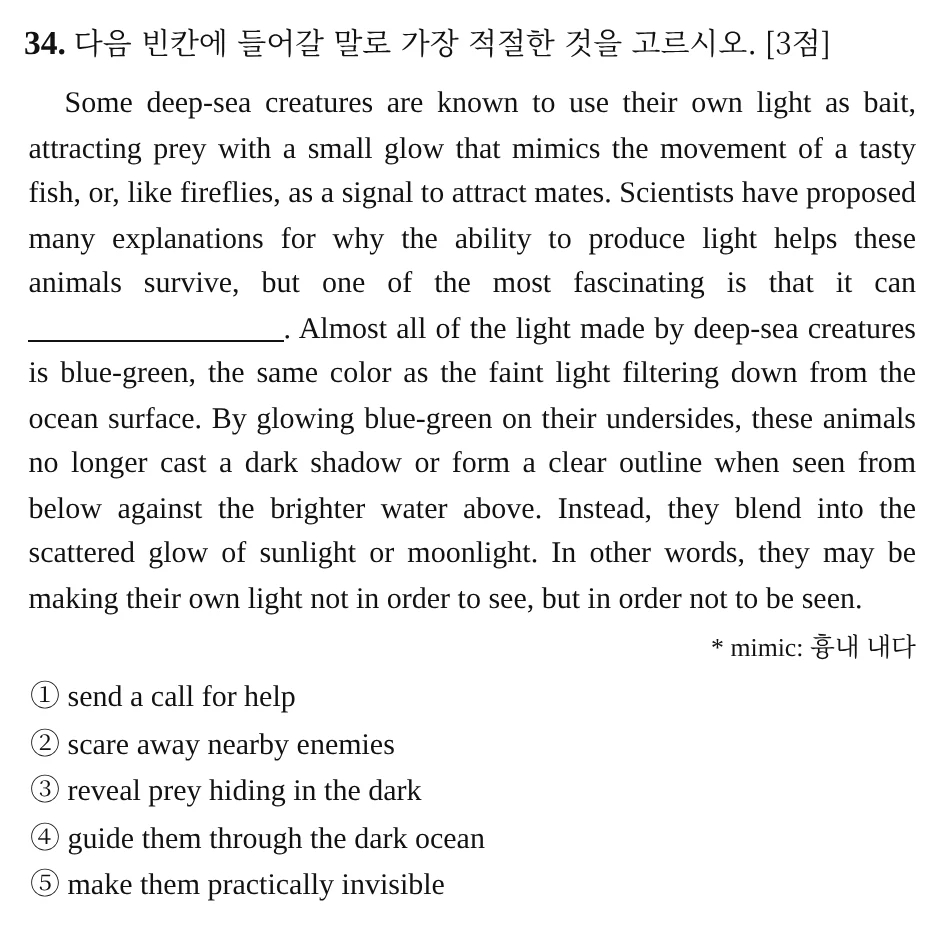 34. 다음 빈칸에 들어갈 말로 가장 적절한 것을 고르시오. [3점]
Some deep-sea creatures are known to use their own light as bait,
attracting prey with a small glow that mimics the movement of a tasty
fish, or, like fireflies, as a signal to attract mates. Scientists have proposed
many explanations for why the ability to produce light helps these
animals survive, but one of the most fascinating is that it can
_________________. Almost all of the light made by deep-sea creatures
is blue-green, the same color as the faint light filtering down from the
ocean surface. By glowing blue-green on their undersides, these animals
no longer cast a dark shadow or form a clear outline when seen from
below against the brighter water above. Instead, they blend into the
scattered glow of sunlight or moonlight. In other words, they may be
making their own light not in order to see, but in order not to be seen.
* mimic: 흉내 내다
① send a call for help
② scare away nearby enemies
③ reveal prey hiding in the dark
④ guide them through the dark ocean
⑤ make them practically invisible